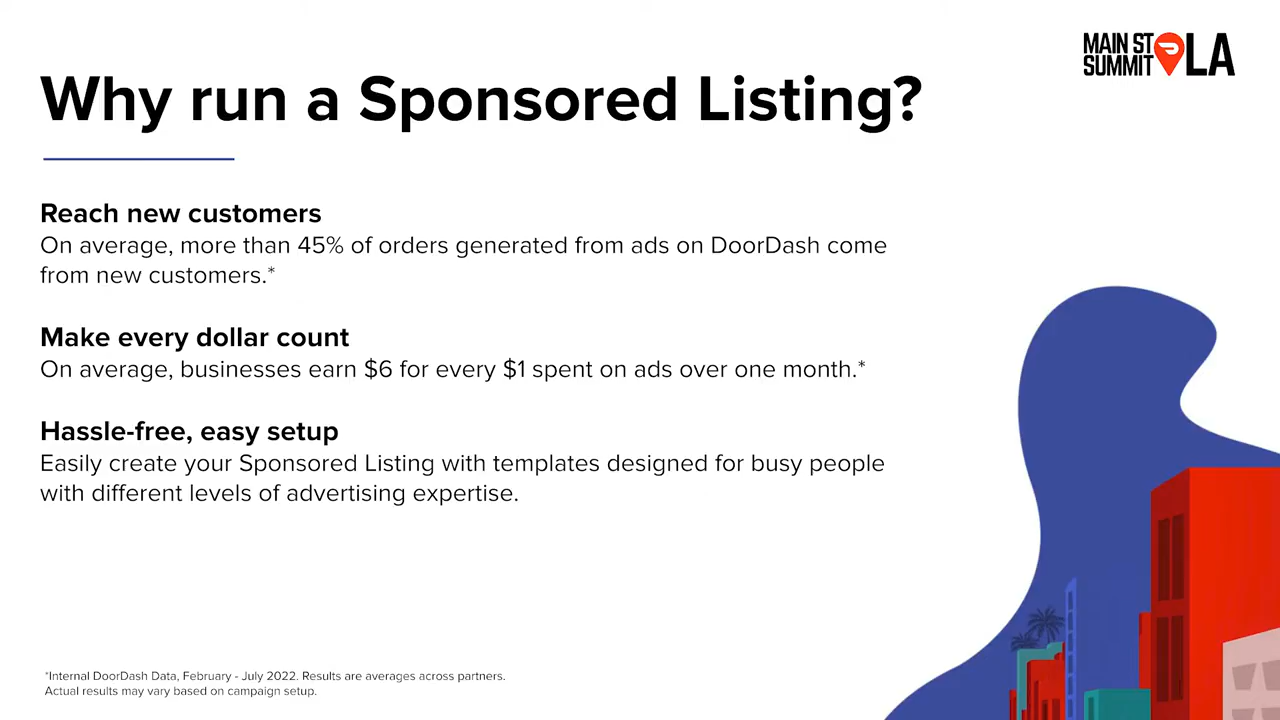 MAIN ST
SUMMIT
LA
Why run a Sponsored Listing?
Reach new customers
On average, more than 45% of orders generated from ads on DoorDash come
from new customers.*
Make every dollar count
On average, businesses earn $6 for every $1 spent on ads over one month.*
Hassle-free, easy setup
Easily create your Sponsored Listing with templates designed for busy people
with different levels of advertising expertise.
*Internal DoorDash Data, February - July 2022. Results are averages across partners.
Actual results may vary based on campaign setup.